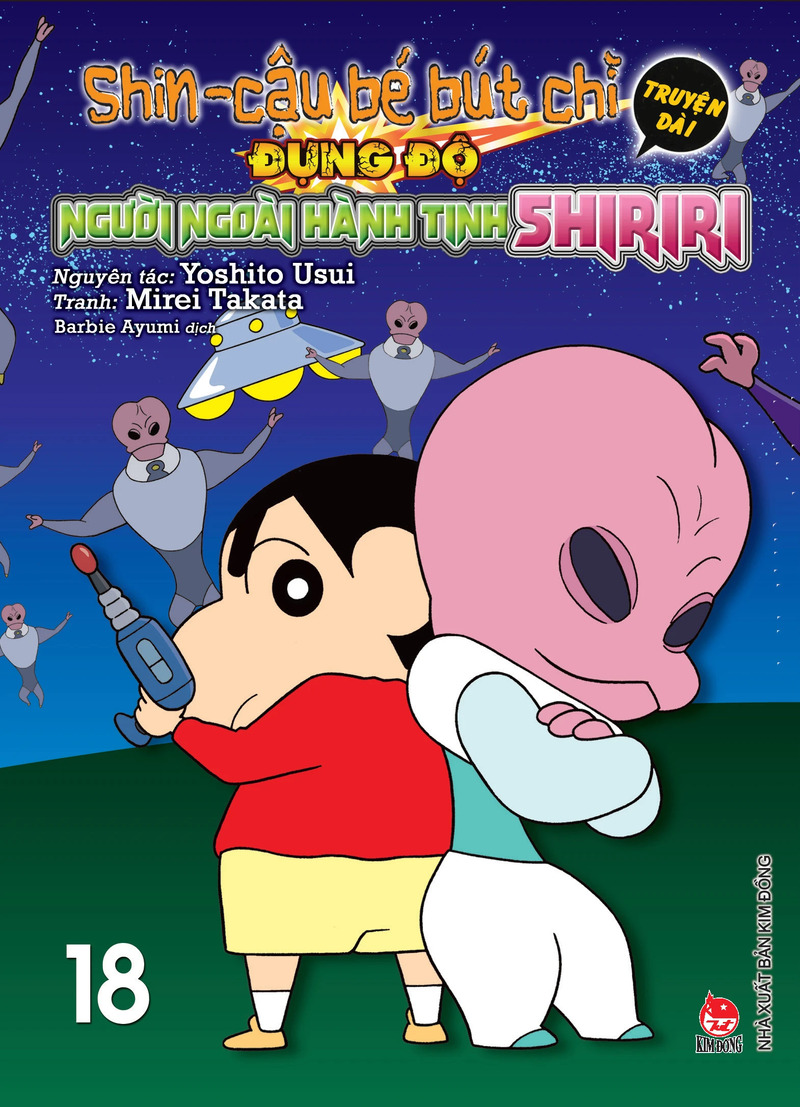 Shin-cậu bé bút chì
TRUYỆN
DÀI
ĐỤNG ĐỘ
NGƯỜI NGOÀI HÀNH TINH SHIRIRI
Nguyên tác: Yoshito Usui
Tranh: Mirei Takata
Barbie Ayumi dịch
18
NHÀ XUẤT BẢN KIM ĐỒNG
KIM ĐỒNG